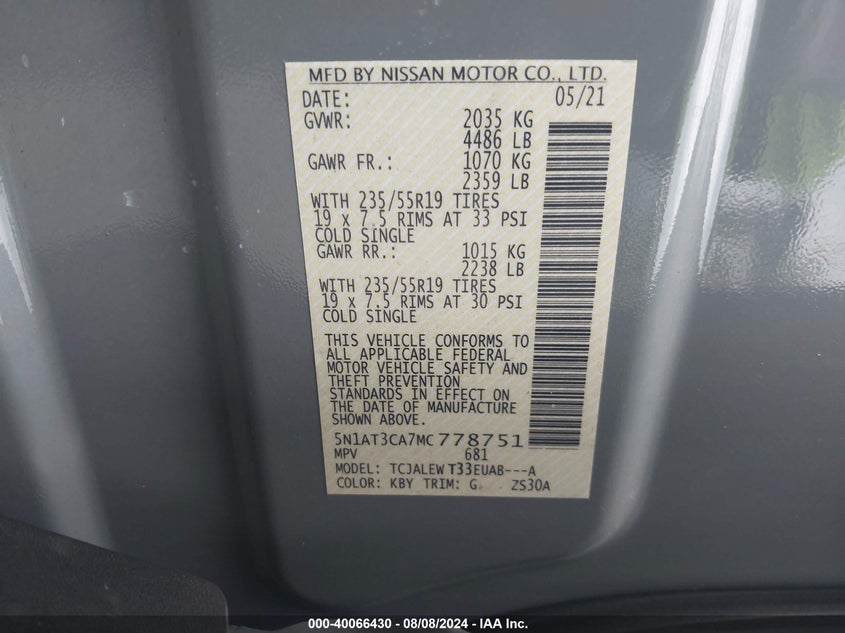 MFD BY NISSAN MOTOR CO., LTD.
DATE: 05/21
GVWR: 2035 KG
4486 LB
GAWR FR.: 1070 KG
2359 LB
WITH 235/55R19 TIRES
19 x 7.5 RIMS AT 33 PSI
COLD SINGLE
GAWR RR.: 1015 KG
2238 LB
WITH 235/55R19 TIRES
19 x 7.5 RIMS AT 30 PSI
COLD SINGLE
THIS VEHICLE CONFORMS TO
ALL APPLICABLE FEDERAL
MOTOR VEHICLE SAFETY AND
THEFT PREVENTION
STANDARDS IN EFFECT ON
THE DATE OF MANUFACTURE
SHOWN ABOVE.
5N1AT3CA7MC778751
MPV 681
MODEL: TCJALEW T33EUAB---A
COLOR: KBY TRIM: G ZS30A
000-40066430 - 08/08/2024 - IAA Inc.